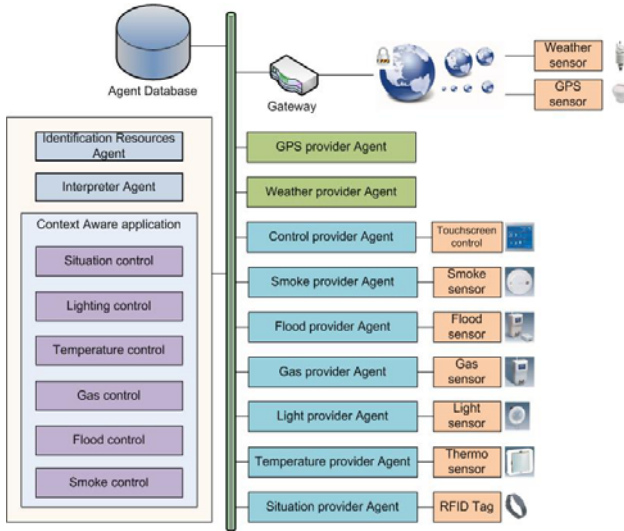 Agent Database
Gateway
Weather
sensor
GPS
sensor
Identification Resources
Agent
Interpreter Agent
Context Aware application
Situation control
Lighting control
Temperature control
Gas control
Flood control
Smoke control
GPS provider Agent
Weather provider Agent
Control provider Agent
Touchscreen
control
Smoke provider Agent
Smoke
sensor
Flood provider Agent
Flood
sensor
Gas provider Agent
Gas
sensor
Light provider Agent
Light
sensor
Temperature provider Agent
Thermo
sensor
Situation provider Agent
RFID Tag